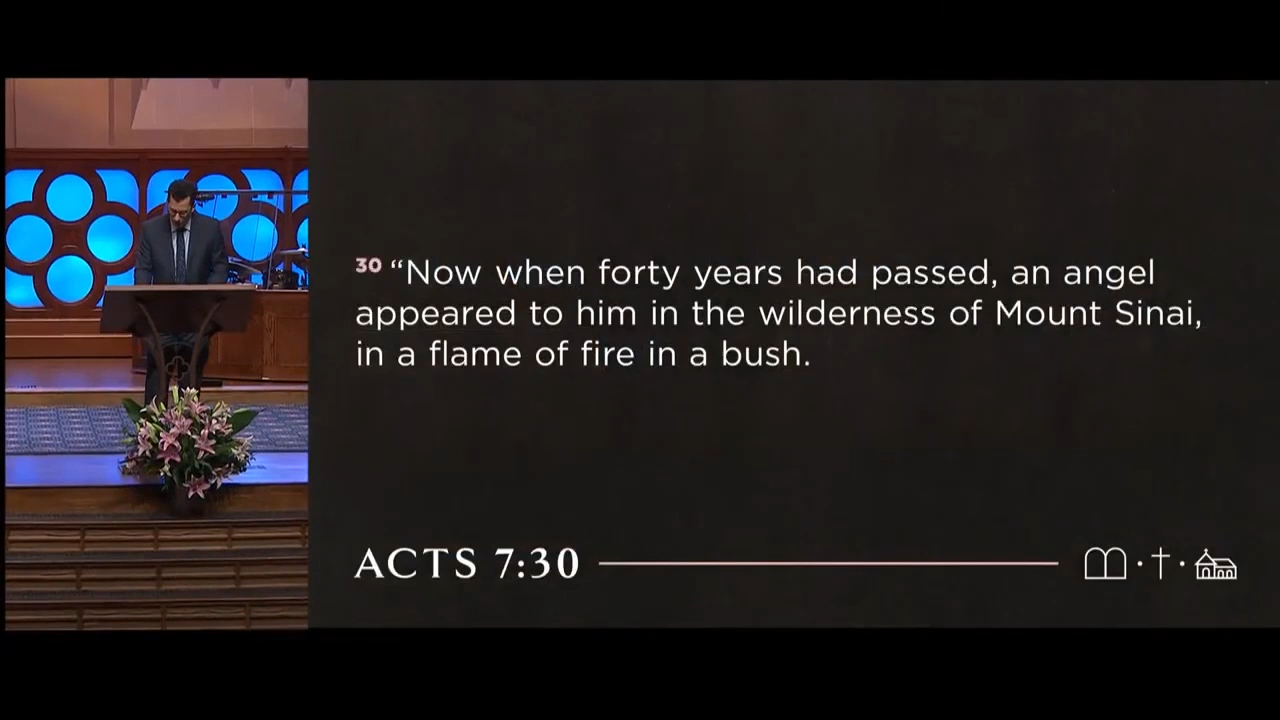 30 “Now when forty years had passed, an angel
appeared to him in the wilderness of Mount Sinai,
in a flame of fire in a bush.
ACTS 7:30